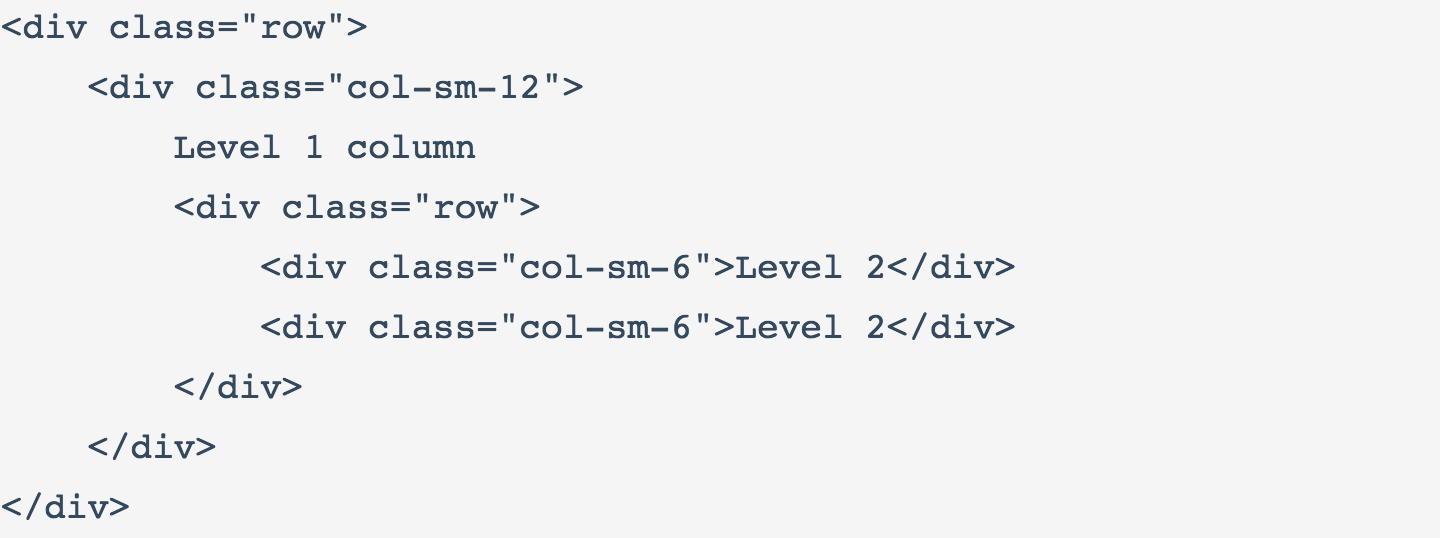 <div class="row">
    <div class="col-sm-12">
        Level 1 column
        <div class="row">
            <div class="col-sm-6">Level 2</div>
            <div class="col-sm-6">Level 2</div>
        </div>
    </div>
</div>